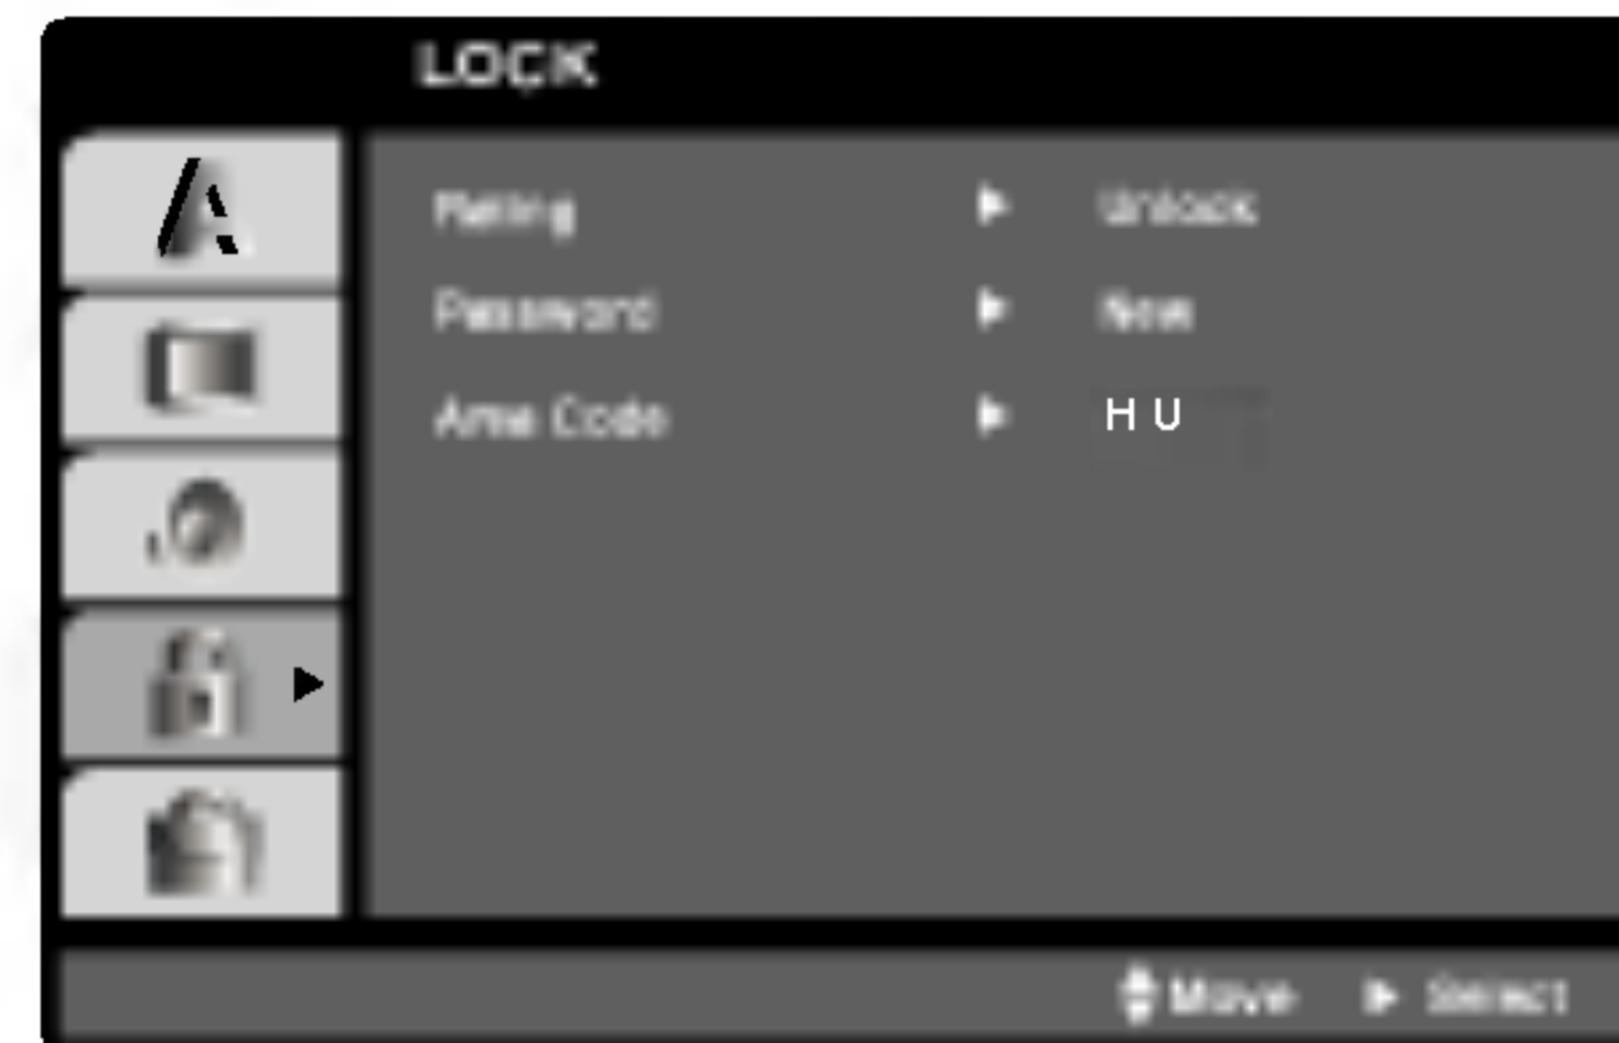 LOCK
Rating ▶ Unlock
Password ▶ New
Area Code ▶ H U
Move ▶ Select